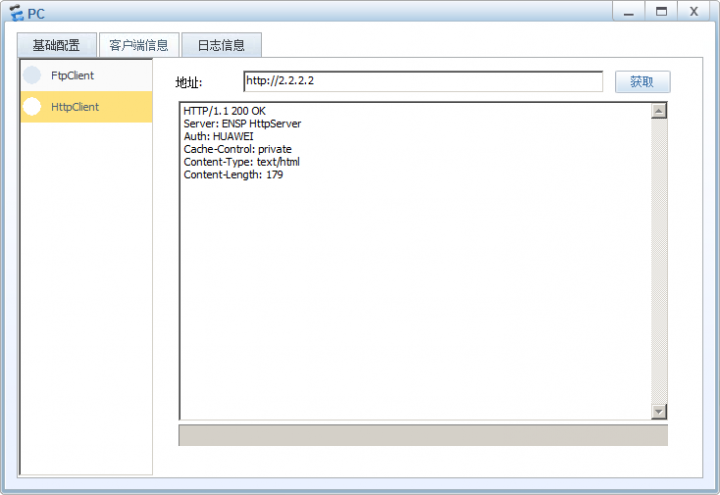 PC
基础配置 客户端信息 日志信息
FtpClient
HttpClient
地址: http://2.2.2.2 获取
HTTP/1.1 200 OK
Server: ENSP HttpServer
Auth: HUAWEI
Cache-Control: private
Content-Type: text/html
Content-Length: 179